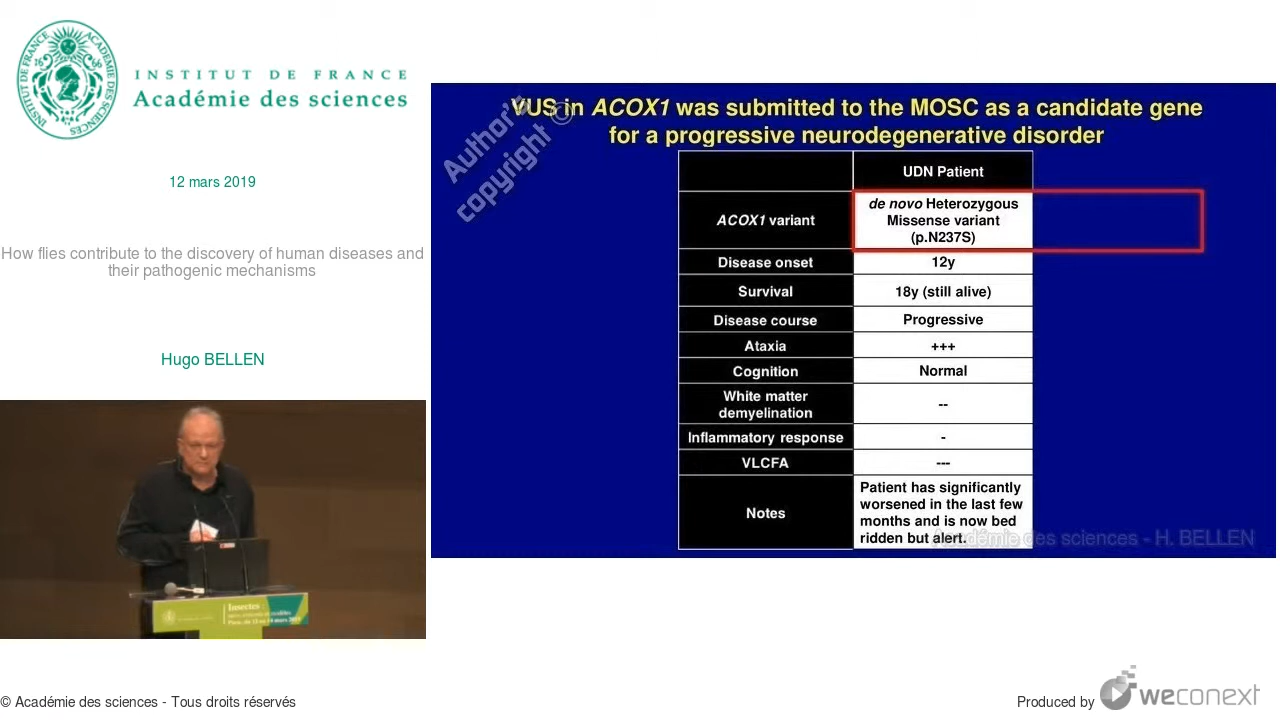 INSTITUT DE FRANCE
Académie des sciences
12 mars 2019
How flies contribute to the discovery of human diseases and
their pathogenic mechanisms
Hugo BELLEN
Author's ©
copyright
VUS in ACOX1 was submitted to the MOSC as a candidate gene
for a progressive neurodegenerative disorder
UDN Patient
ACOX1 variant
de novo Heterozygous
Missense variant
(p.N237S)
Disease onset
12y
Survival
18y (still alive)
Disease course
Progressive
Ataxia
+++
Cognition
Normal
White matter
demyelination
--
Inflammatory response
-
VLCFA
---
Notes
Patient has significantly
worsened in the last few
months and is now bed
ridden but alert.
Académie des sciences - H. BELLEN
Insectes
© Académie des sciences - Tous droits réservés
Produced by weconext